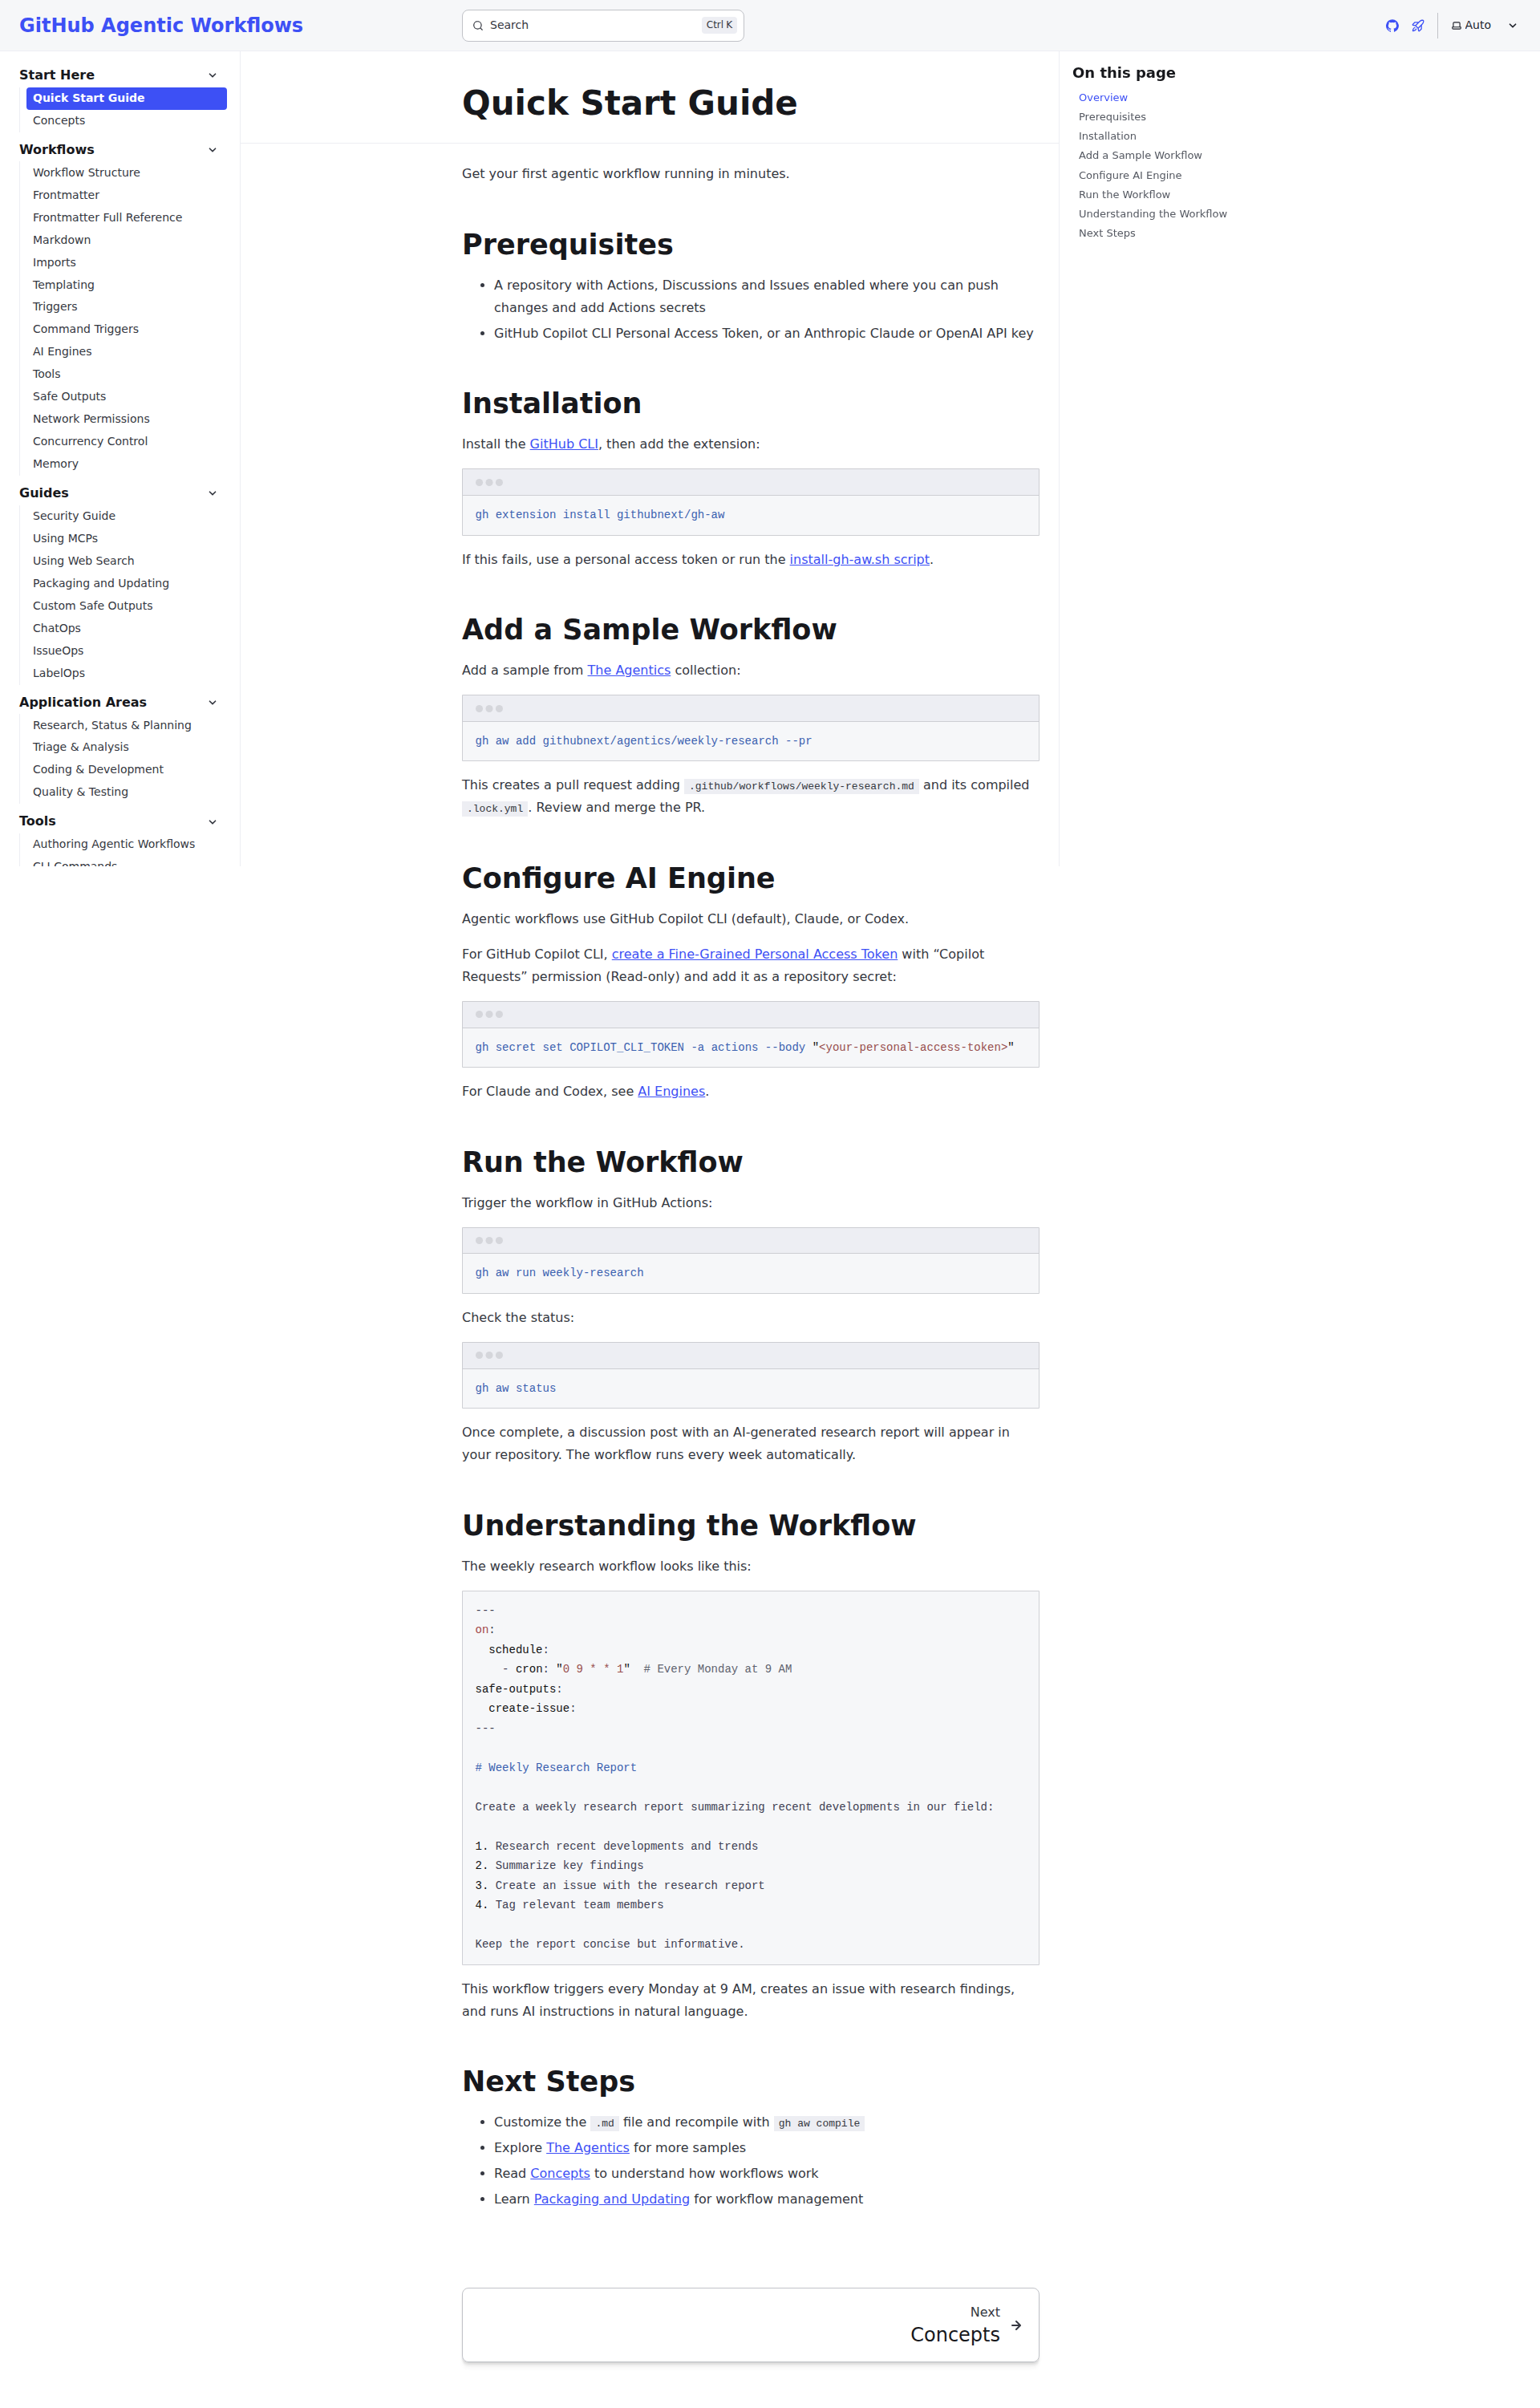 GitHub Agentic Workflows
Search
Ctrl K
Auto
Start Here
Quick Start Guide
Concepts
Workflows
Workflow Structure
Frontmatter
Frontmatter Full Reference
Markdown
Imports
Templating
Triggers
Command Triggers
AI Engines
Tools
Safe Outputs
Network Permissions
Concurrency Control
Memory
Guides
Security Guide
Using MCPs
Using Web Search
Packaging and Updating
Custom Safe Outputs
ChatOps
IssueOps
LabelOps
Application Areas
Research, Status & Planning
Triage & Analysis
Coding & Development
Quality & Testing
Tools
Authoring Agentic Workflows
CLI Commands
Quick Start Guide
Get your first agentic workflow running in minutes.
Prerequisites
• A repository with Actions, Discussions and Issues enabled where you can push
changes and add Actions secrets
• GitHub Copilot CLI Personal Access Token, or an Anthropic Claude or OpenAI API key
Installation
Install the GitHub CLI, then add the extension:
gh extension install githubnext/gh-aw
If this fails, use a personal access token or run the install-gh-aw.sh script.
Add a Sample Workflow
Add a sample from The Agentics collection:
gh aw add githubnext/agentics/weekly-research --pr
This creates a pull request adding .github/workflows/weekly-research.md and its compiled
.lock.yml. Review and merge the PR.
Configure AI Engine
Agentic workflows use GitHub Copilot CLI (default), Claude, or Codex.
For GitHub Copilot CLI, create a Fine-Grained Personal Access Token with “Copilot
Requests” permission (Read-only) and add it as a repository secret:
gh secret set COPILOT_CLI_TOKEN -a actions --body "<your-personal-access-token>"
For Claude and Codex, see AI Engines.
Run the Workflow
Trigger the workflow in GitHub Actions:
gh aw run weekly-research
Check the status:
gh aw status
Once complete, a discussion post with an AI-generated research report will appear in
your repository. The workflow runs every week automatically.
Understanding the Workflow
The weekly research workflow looks like this:
---
on:
  schedule:
    - cron: "0 9 * * 1"  # Every Monday at 9 AM
safe-outputs:
  create-issue:
---
# Weekly Research Report
Create a weekly research report summarizing recent developments in our field:
1. Research recent developments and trends
2. Summarize key findings
3. Create an issue with the research report
4. Tag relevant team members
Keep the report concise but informative.
This workflow triggers every Monday at 9 AM, creates an issue with research findings,
and runs AI instructions in natural language.
Next Steps
• Customize the .md file and recompile with gh aw compile
• Explore The Agentics for more samples
• Read Concepts to understand how workflows work
• Learn Packaging and Updating for workflow management
Next
Concepts
On this page
Overview
Prerequisites
Installation
Add a Sample Workflow
Configure AI Engine
Run the Workflow
Understanding the Workflow
Next Steps